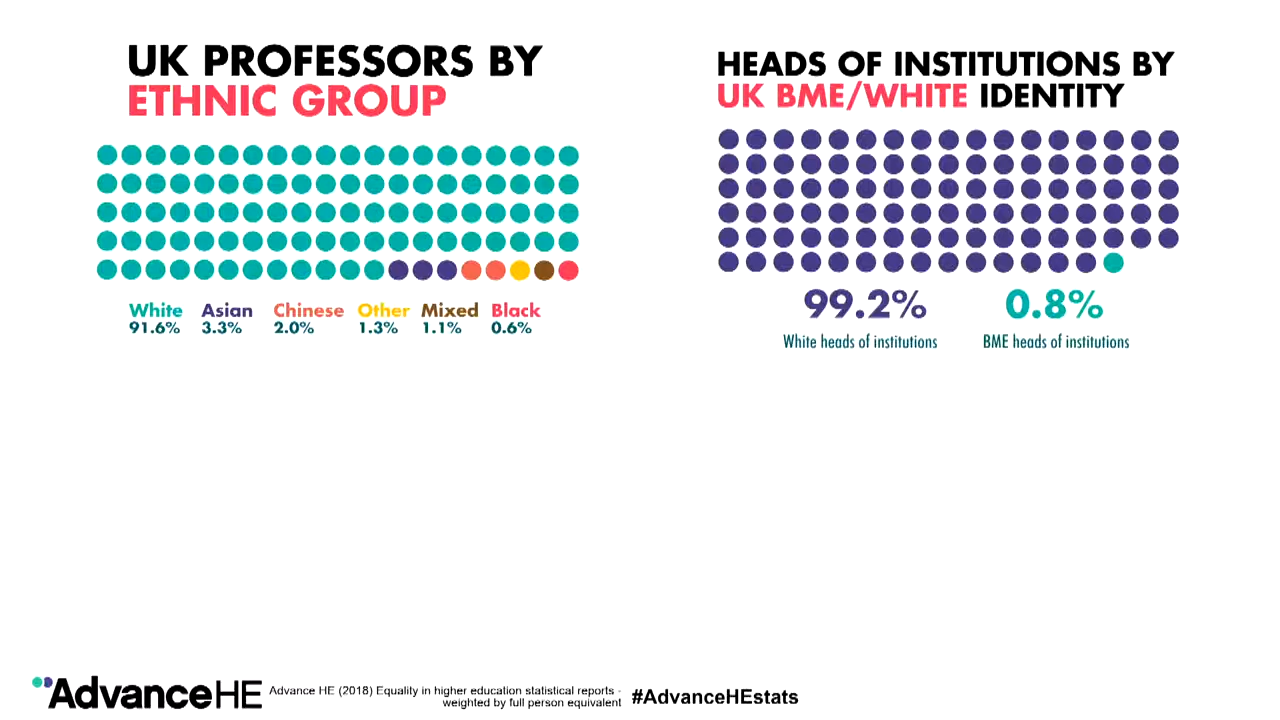 UK PROFESSORS BY
ETHNIC GROUP
White Asian Chinese Other Mixed Black
91.6% 3.3% 2.0% 1.3% 1.1% 0.6%
HEADS OF INSTITUTIONS BY
UK BME/WHITE IDENTITY
99.2% 0.8%
White heads of institutions BME heads of institutions
AdvanceHE
Advance HE (2018) Equality in higher education statistical reports -
weighted by full person equivalent
#AdvanceHEstats